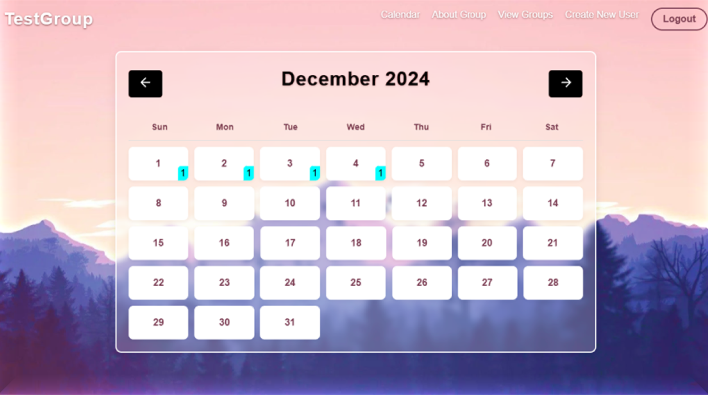 TestGroup
Calendar About Group View Groups Create New User Logout
December 2024
Sun Mon Tue Wed Thu Fri Sat
1 1 2 1 3 1 4 1 5 6 7
8 9 10 11 12 13 14
15 16 17 18 19 20 21
22 23 24 25 26 27 28
29 30 31